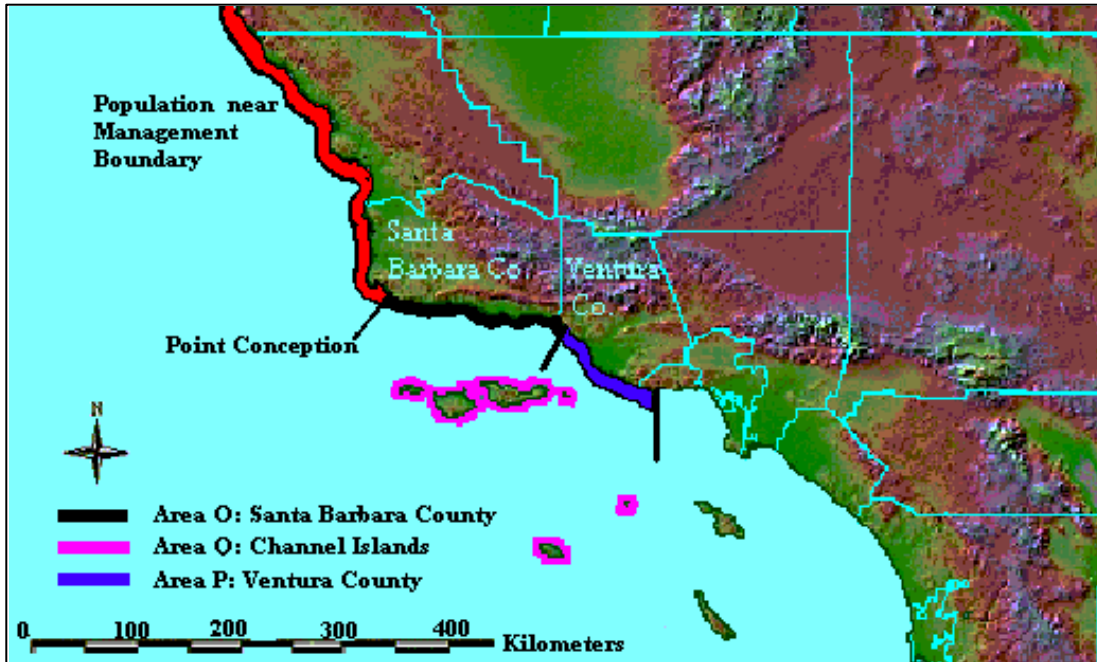 Population near
Management
Boundary
Santa
Barbara Co.
Ventura
Co.
Point Conception
N
Area O: Santa Barbara County
Area Q: Channel Islands
Area P: Ventura County
0 100 200 300 400 Kilometers